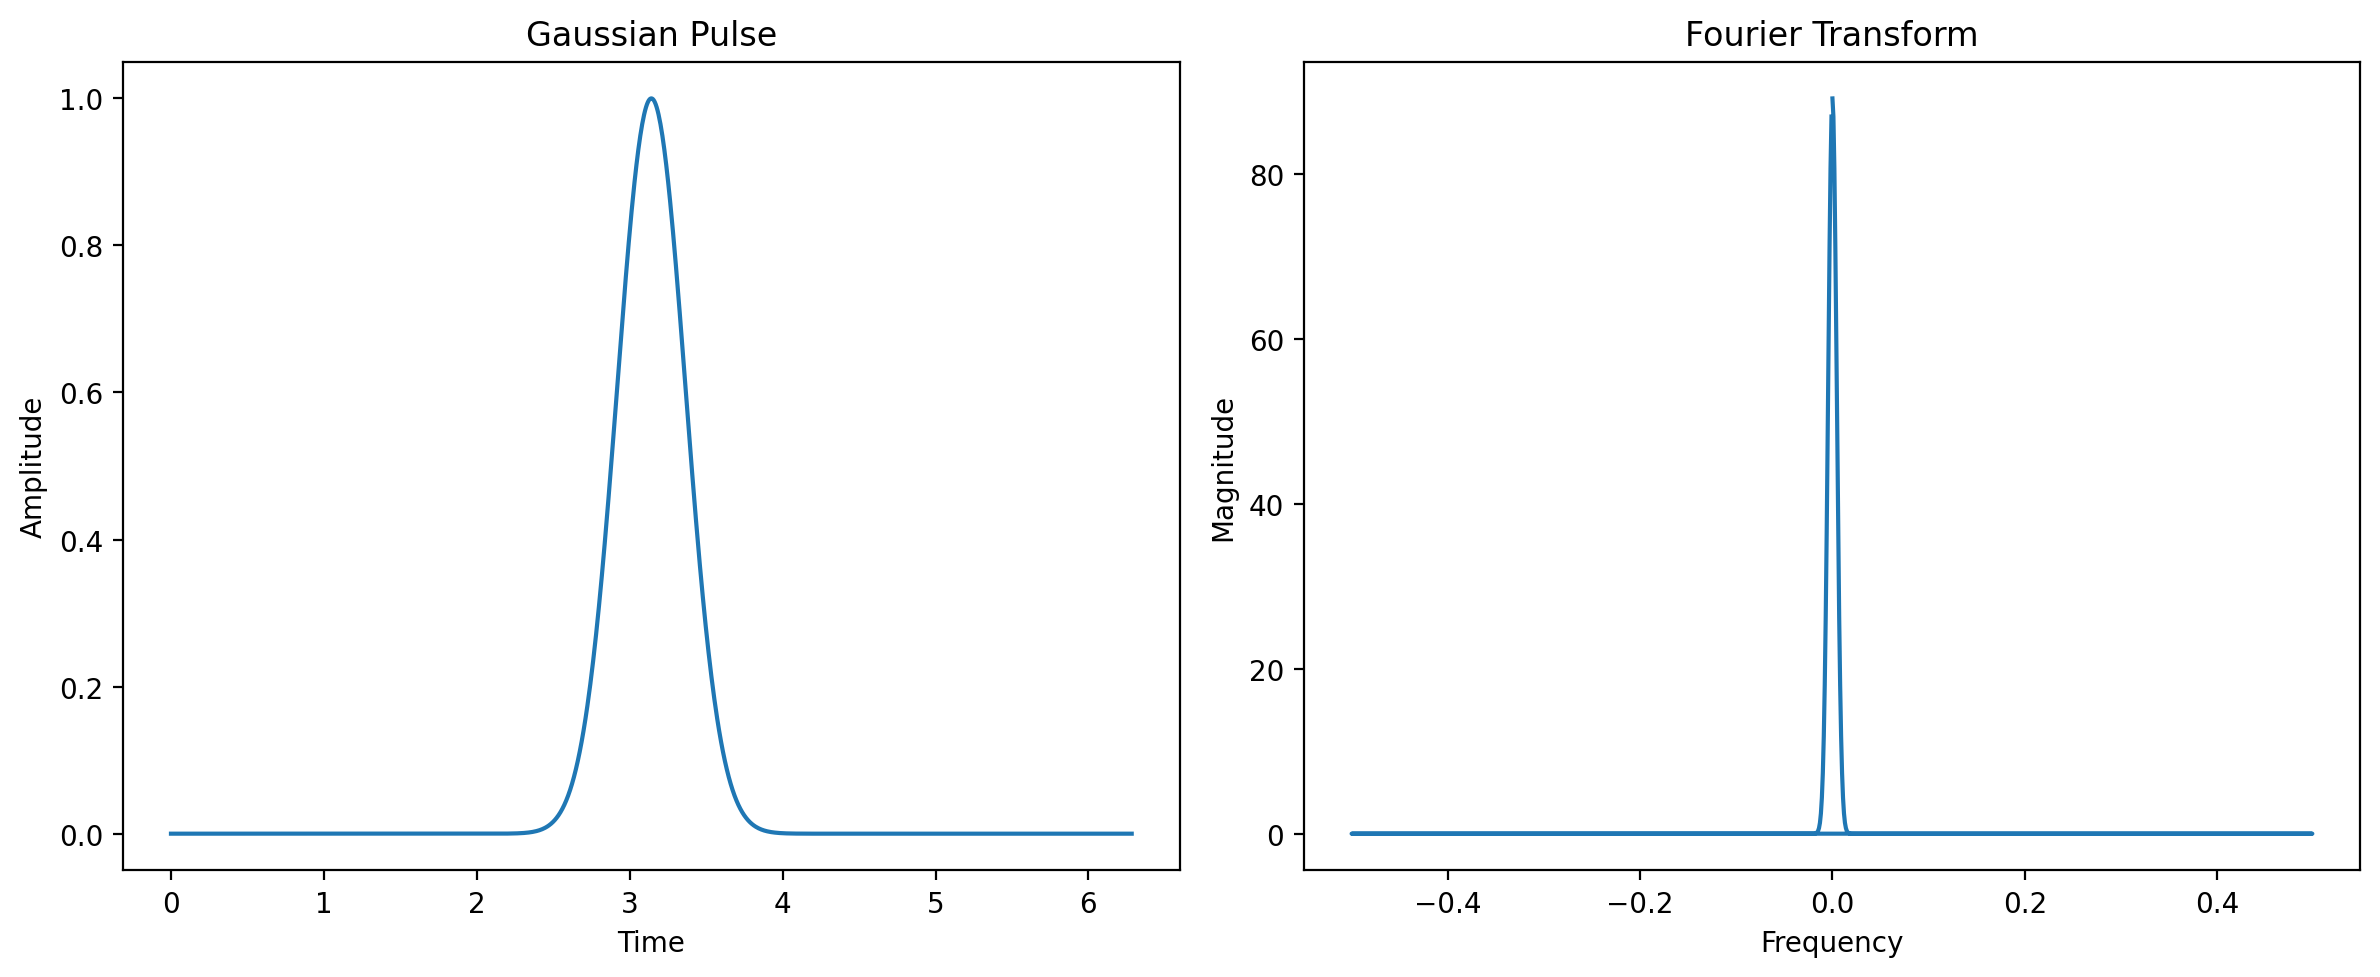 Gaussian Pulse
Amplitude
1.0
0.8
0.6
0.4
0.2
0.0
0 1 2 3 4 5 6
Time
Fourier Transform
Magnitude
80
60
40
20
0
−0.4 −0.2 0.0 0.2 0.4
Frequency